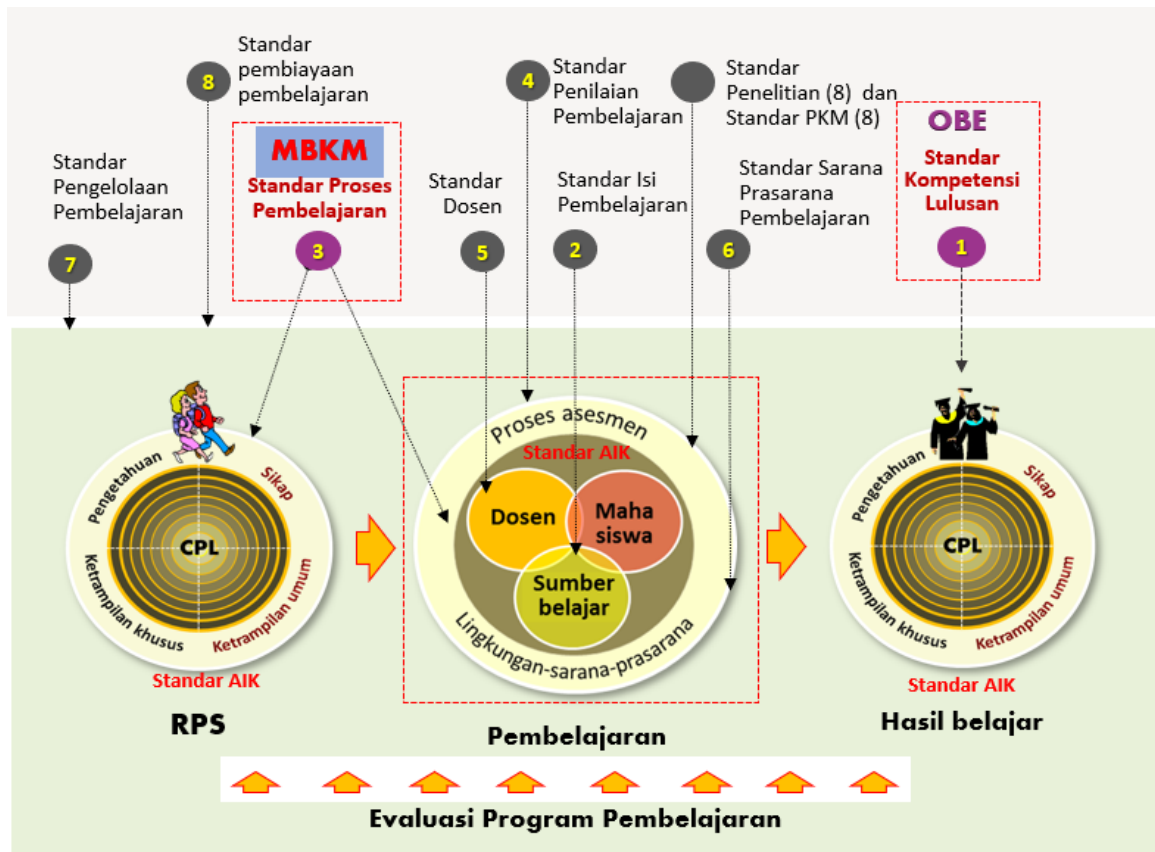 Standar
pembiayaan
pembelajaran
8
Standar
Penilaian
Pembelajaran
4
Standar
Penelitian (8) dan
Standar PKM (8)
OBE
Standar
Kompetensi
Lulusan
1
MBKM
Standar Proses
Pembelajaran
3
Standar
Pengelolaan
Pembelajaran
7
Standar
Dosen
5
Standar Isi
Pembelajaran
2
Standar Sarana
Prasarana
Pembelajaran
6
Pengetahuan
Sikap
CPL
Ketrampilan khusus
Ketrampilan umum
Standar AIK
RPS
Proses asesmen
Standar AIK
Dosen
Maha
siswa
Sumber
belajar
Lingkungan-sarana-prasarana
Pembelajaran
Pengetahuan
Sikap
CPL
Ketrampilan khusus
Ketrampilan umum
Standar AIK
Hasil belajar
Evaluasi Program Pembelajaran